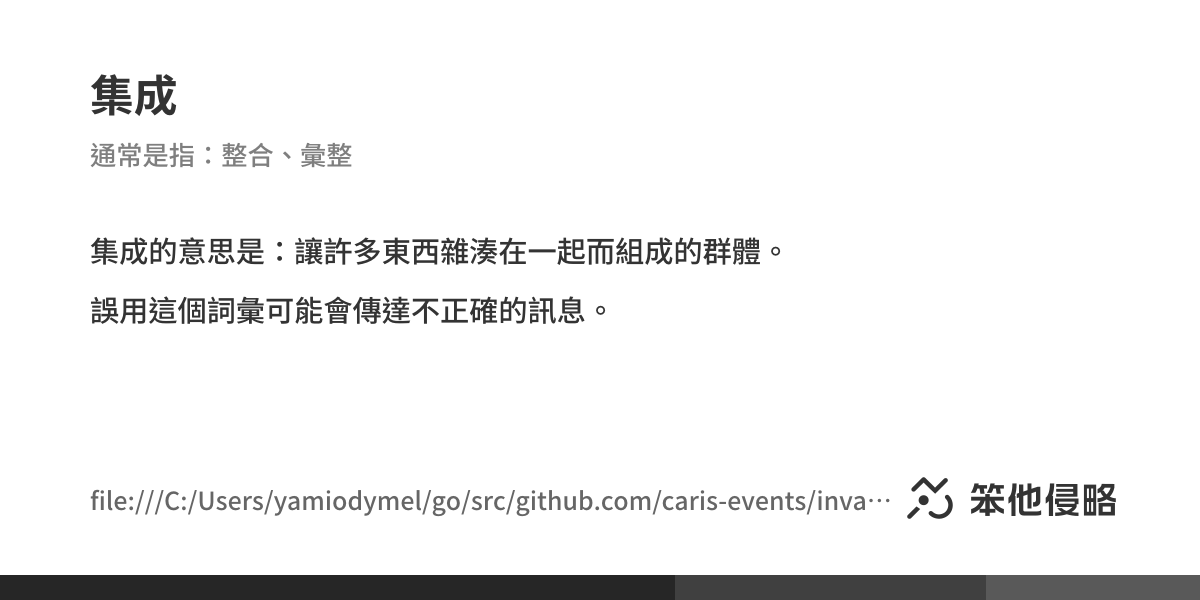 集成
通常是指：整合、彙整
集成的意思是：讓許多東西雜湊在一起而組成的群體。
誤用這個詞彙可能會傳達不正確的訊息。
file:///C:/Users/yamiodymel/go/src/github.com/caris-events/inva…
笨他侵略